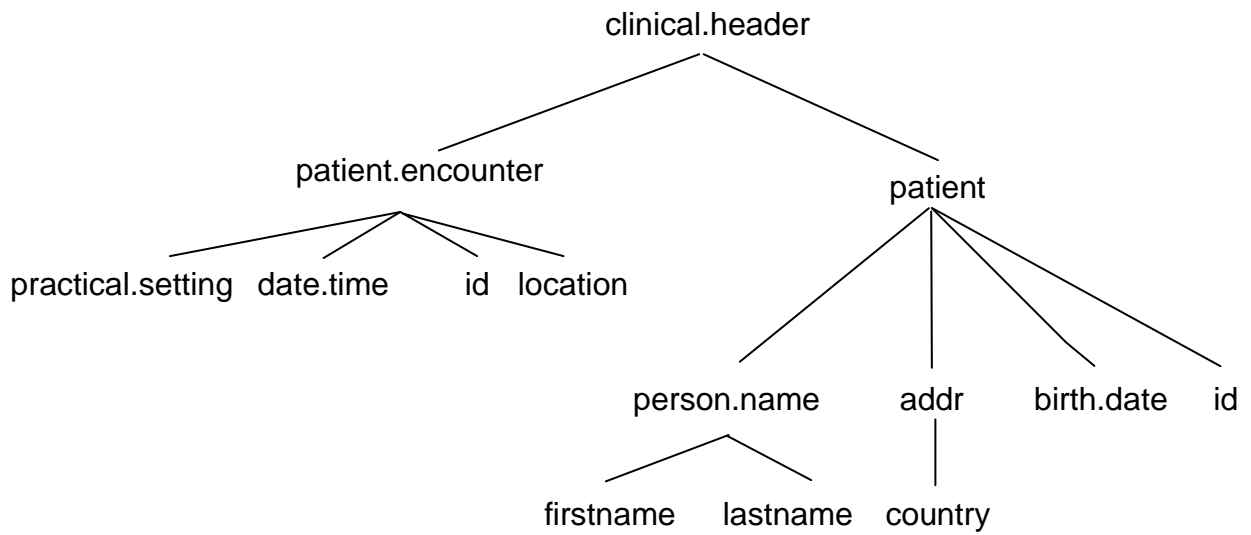 clinical.header
patient.encounter
patient
practical.setting date.time id location
person.name addr birth.date id
firstname lastname country